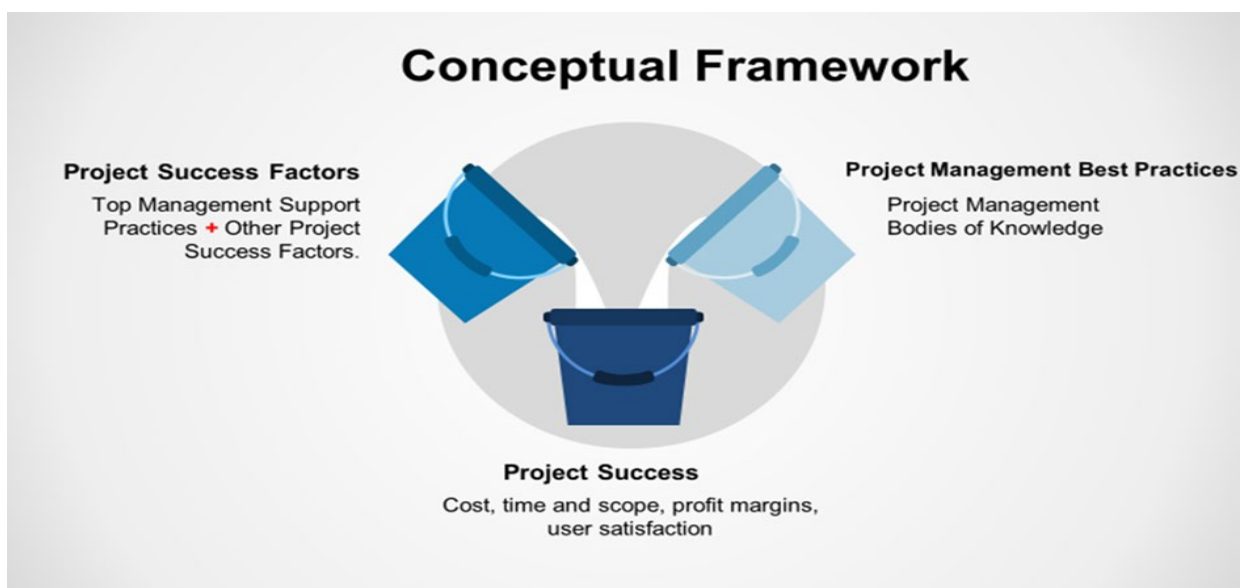 Conceptual Framework
Project Success Factors
Top Management Support
Practices + Other Project
Success Factors.
Project Management Best Practices
Project Management
Bodies of Knowledge
Project Success
Cost, time and scope, profit margins,
user satisfaction